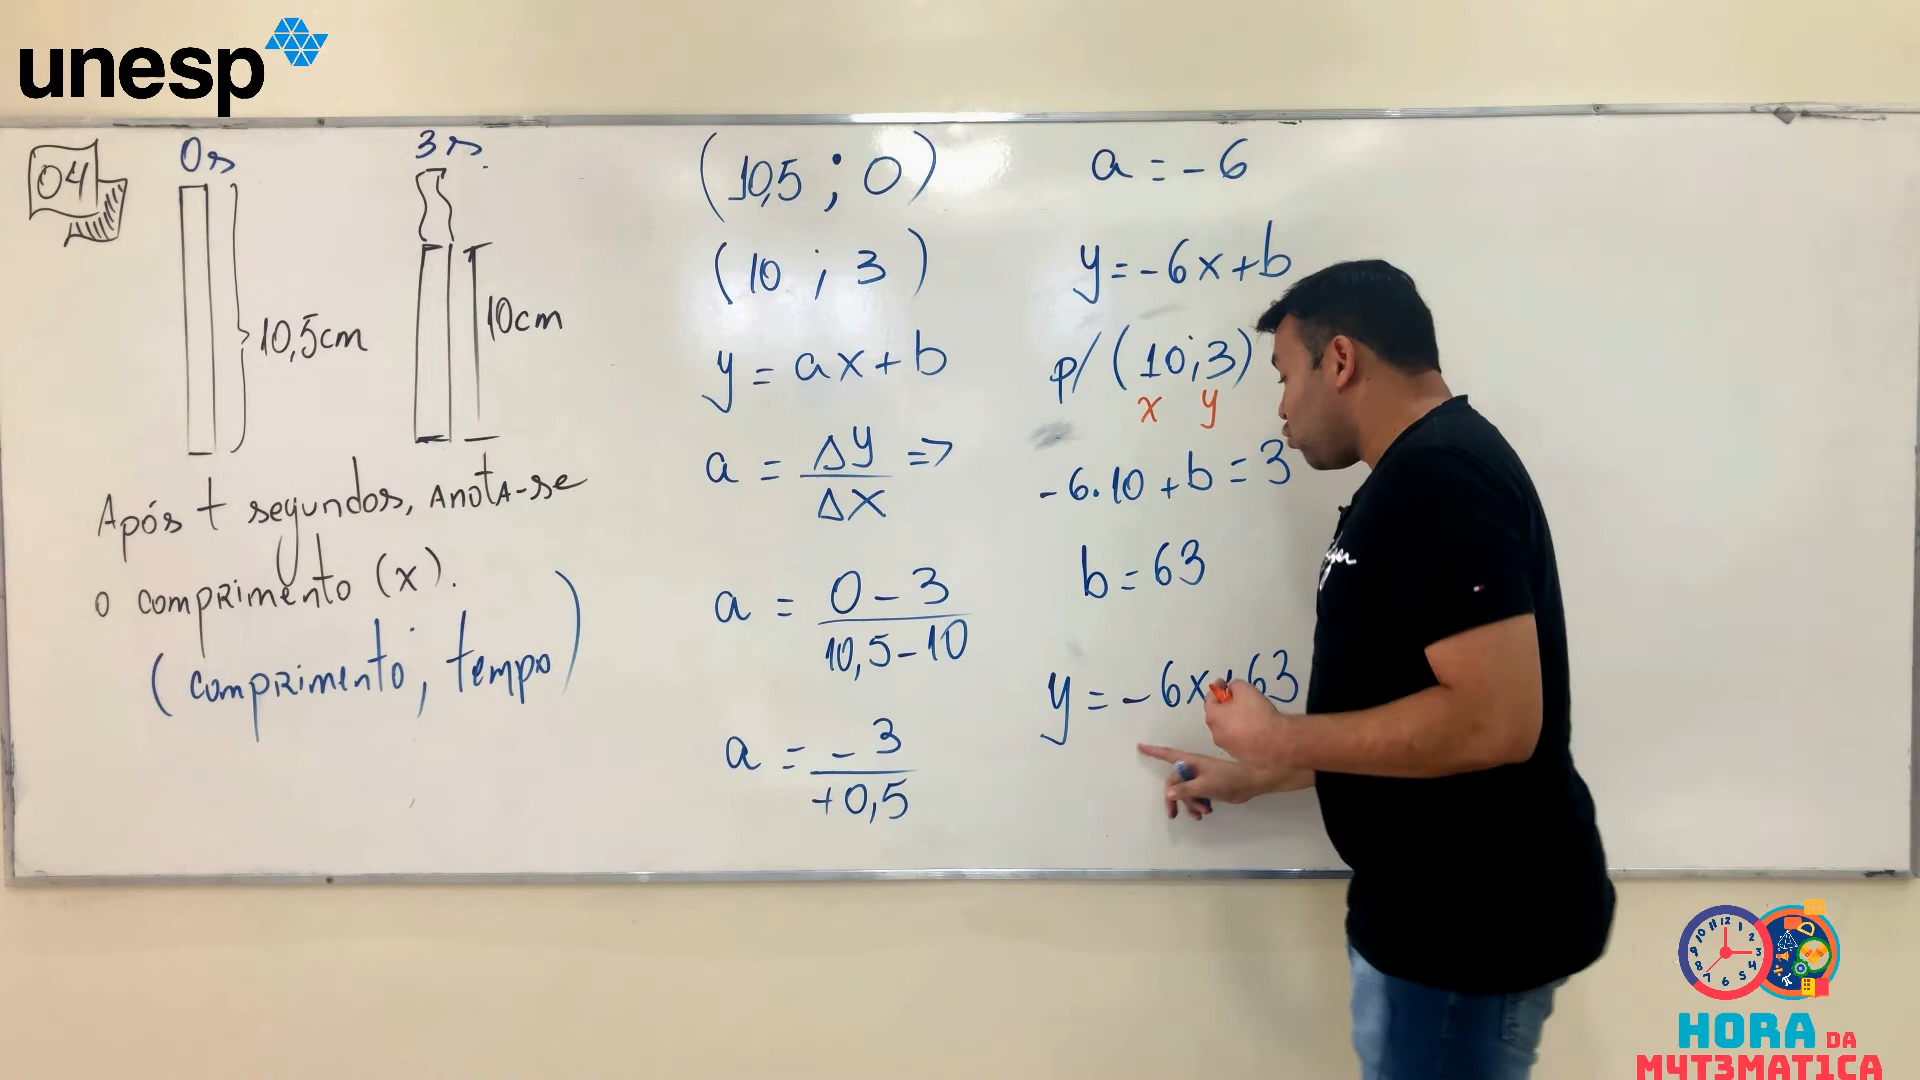 unesp
04
0s
3s.
10,5cm
10cm
Após t segundos, anota-se
o comprimento (x).
(comprimento; tempo)
(10,5 ; 0)
(10 ; 3)
y = ax + b
a = Δy/Δx =>
a = 0 - 3/10,5 - 10
a = - 3/+0,5
a = - 6
y = -6x + b
p/ (10;3)
x y
-6.10 + b = 3
b = 63
y = -6x+63
HORA DA
M4T3MAT1CA